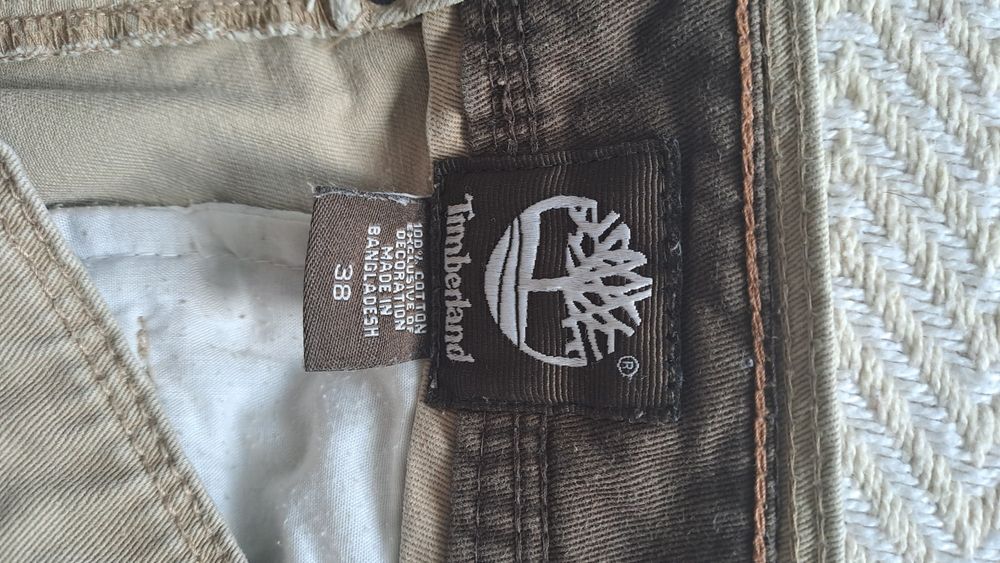 ®
Timberland
100% COTTON
EXCLUSIVE OF
DECORATION
MADE IN
BANGLADESH
38